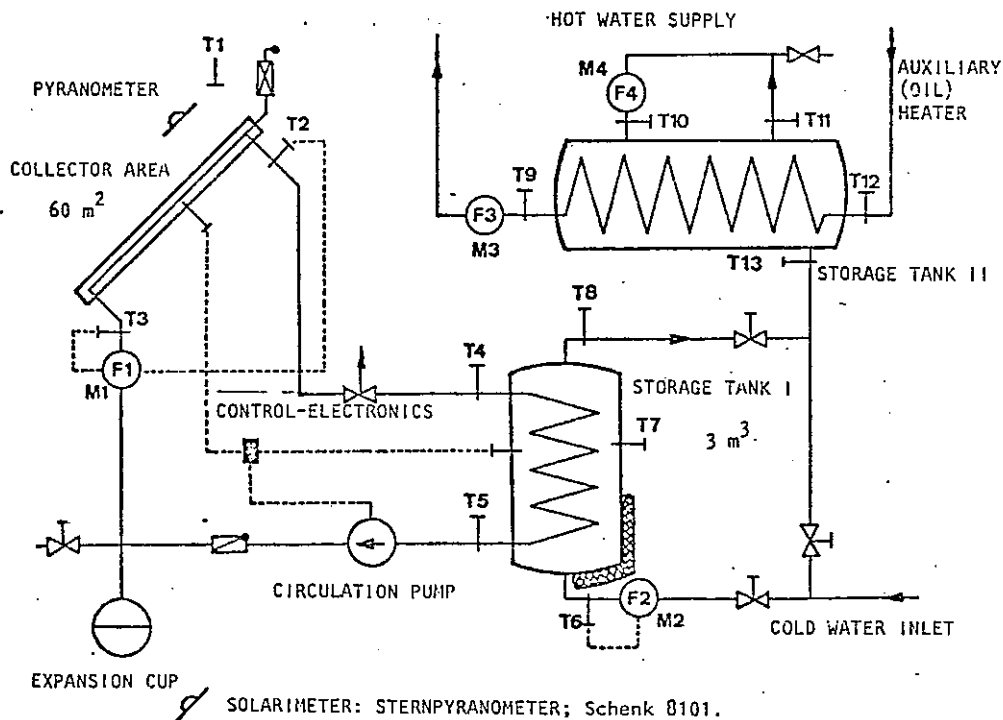 HOT WATER SUPPLY
T1
PYRANOMETER
M4
F4
AUXILIARY
(OIL)
HEATER
T2
T10
T11
COLLECTOR AREA
60 m²
T9
T12
F3
M3
T13
STORAGE TANK II
T3
T8
F1
M1
T4
STORAGE TANK I
CONTROL-ELECTRONICS
T7
3 m³
T5
CIRCULATION PUMP
T6
F2
M2
COLD WATER INLET
EXPANSION CUP
SOLARIMETER: STERNPYRANOMETER; Schenk 8101.